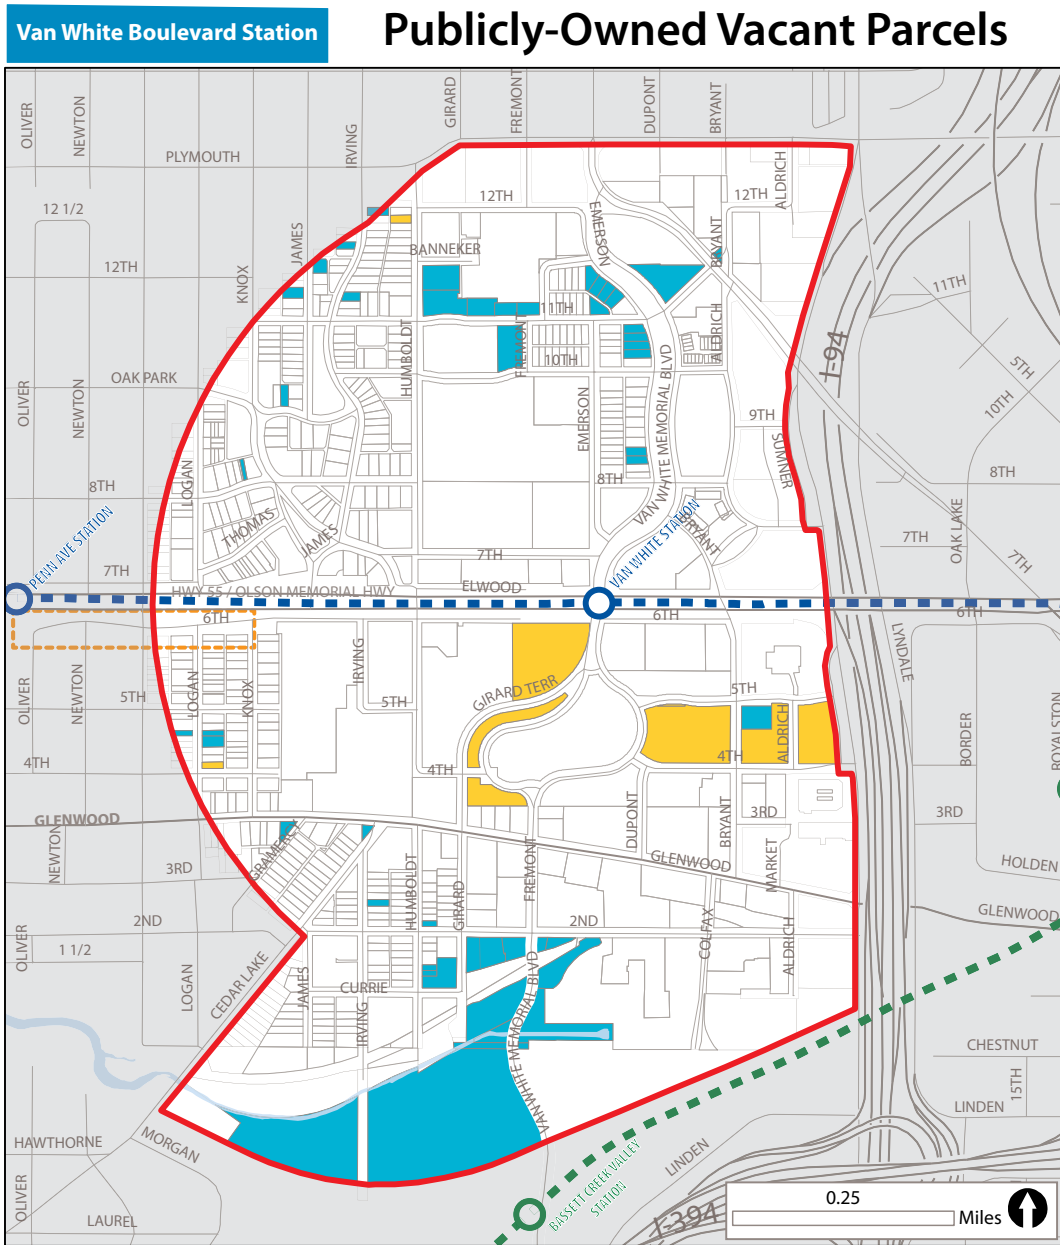 Van White Boulevard Station
Publicly-Owned Vacant Parcels
OLIVER
NEWTON
IRVING
GIRARD
FREMONT
DUPONT
BRYANT
PLYMOUTH
ALDRICH
12TH
12TH
12 1/2
EMERSON
JAMES
BANNEKER
BRYANT
12TH
KNOX
11TH
11TH
I-94
HUMBOLDT
FREMONT
ALDRICH
10TH
5TH
OAK PARK
OLIVER
NEWTON
EMERSON
VAN WHITE MEMORIAL BLVD
9TH
10TH
SUMNER
LOGAN
8TH
8TH
8TH
THOMAS
JAMES
BRYANT
OAK LAKE
PENN AVE STATION
VAN WHITE STATION
7TH
7TH
7TH
7TH
HWY 55 / OLSON MEMORIAL HWY
ELWOOD
6TH
6TH
6TH
LYNDALE
IRVING
OLIVER
NEWTON
LOGAN
KNOX
5TH
5TH
GIRARD TERR
5TH
ALDRICH
BORDER
ROYALSTON
4TH
4TH
4TH
GLENWOOD
NEWTON
DUPONT
BRYANT
3RD
3RD
GRAMERCY
3RD
HUMBOLDT
GIRARD
FREMONT
GLENWOOD
MARKET
HOLDEN
GLENWOOD
2ND
2ND
COLFAX
ALDRICH
OLIVER
1 1/2
LOGAN
CEDAR LAKE
JAMES
CURRIE
IRVING
VAN WHITE MEMORIAL BLVD
CHESTNUT
15TH
LINDEN
HAWTHORNE
MORGAN
LINDEN
BASSETT CREEK VALLEY
STATION
OLIVER
LAUREL
I-394
0.25
Miles